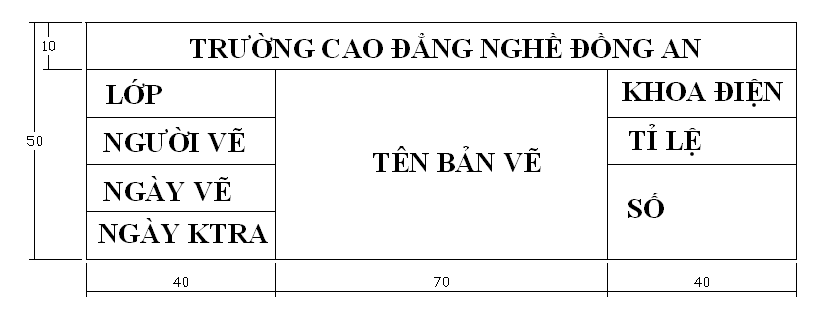 TRƯỜNG CAO ĐẲNG NGHỀ ĐỒNG AN
10
50
LỚP
NGƯỜI VẼ
NGÀY VẼ
NGÀY KTRA
TÊN BẢN VẼ
KHOA ĐIỆN
TỈ LỆ
SỐ
40
70
40